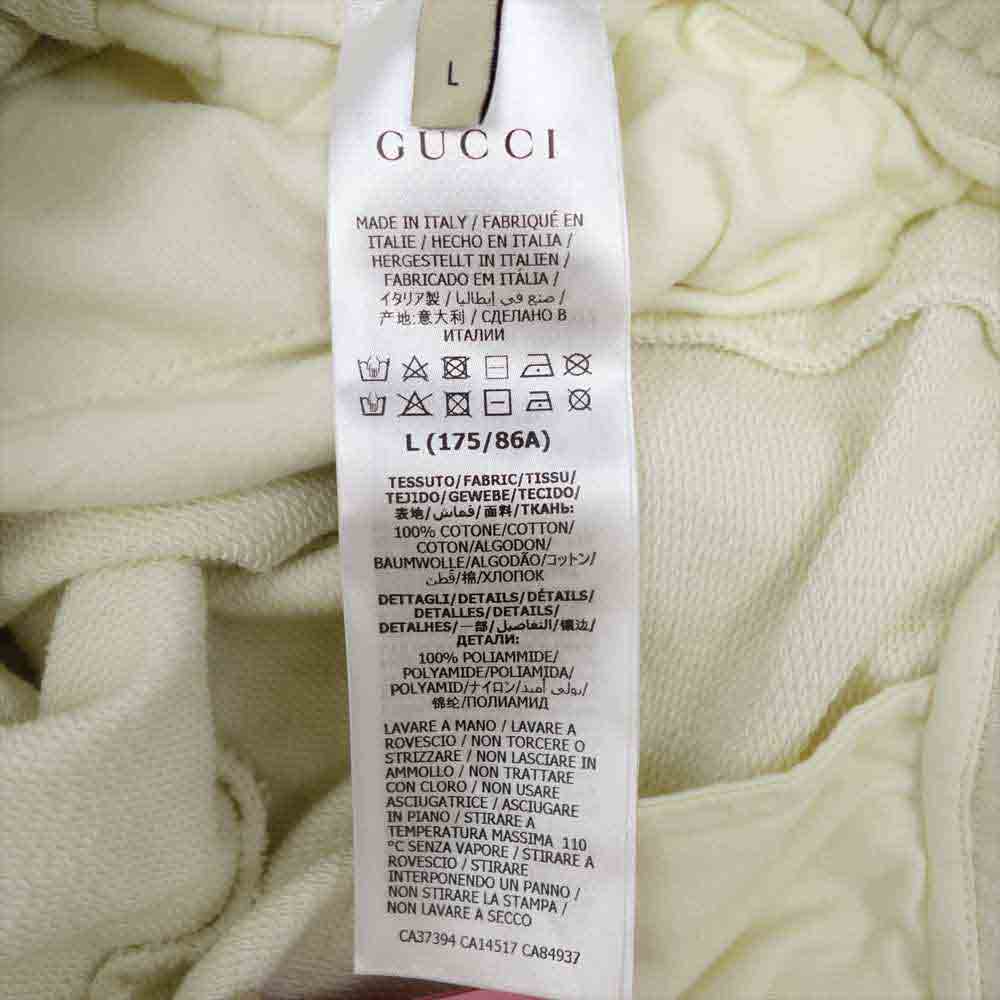 L
GUCCI
MADE IN ITALY / FABRIQUÉ EN
ITALIE / HECHO EN ITALIA /
HERGESTELLT IN ITALIEN /
FABRICADO EM ITÁLIA /
イタリア製 / صنع في إيطاليا /
产地:意大利 / СДЕЛАНО В
ИТАЛИИ
L (175/86A)
TESSUTO/FABRIC/TISSU/
TEJIDO/GEWEBE/TECIDO/
表地/قماش/面料/ТКАНЬ:
100% COTONE/COTTON/
COTON/ALGODON/
BAUMWOLLE/ALGODÃO/コットン/
قطن/棉/ХЛОПОК
DETTAGLI/DETAILS/DÉTAILS/
DETALLES/DETAILS/
DETALHES/一部/التفاصيل/镶边/
ДЕТАЛИ:
100% POLIAMMIDE/
POLYAMIDE/POLIAMIDA/
POLYAMID/ナイロン/بولي أميد/
锦纶/ПОЛИАМИД
LAVARE A MANO / LAVARE A
ROVESCIO / NON TORCERE O
STRIZZARE / NON LASCIARE IN
AMMOLLO / NON TRATTARE
CON CLORO / NON USARE
ASCIUGATRICE / ASCIUGARE
IN PIANO / STIRARE A
TEMPERATURA MASSIMA 110
°C SENZA VAPORE / STIRARE A
ROVESCIO / STIRARE
INTERPONENDO UN PANNO /
NON STIRARE LA STAMPA /
NON LAVARE A SECCO
CA37394 CA14517 CA84937